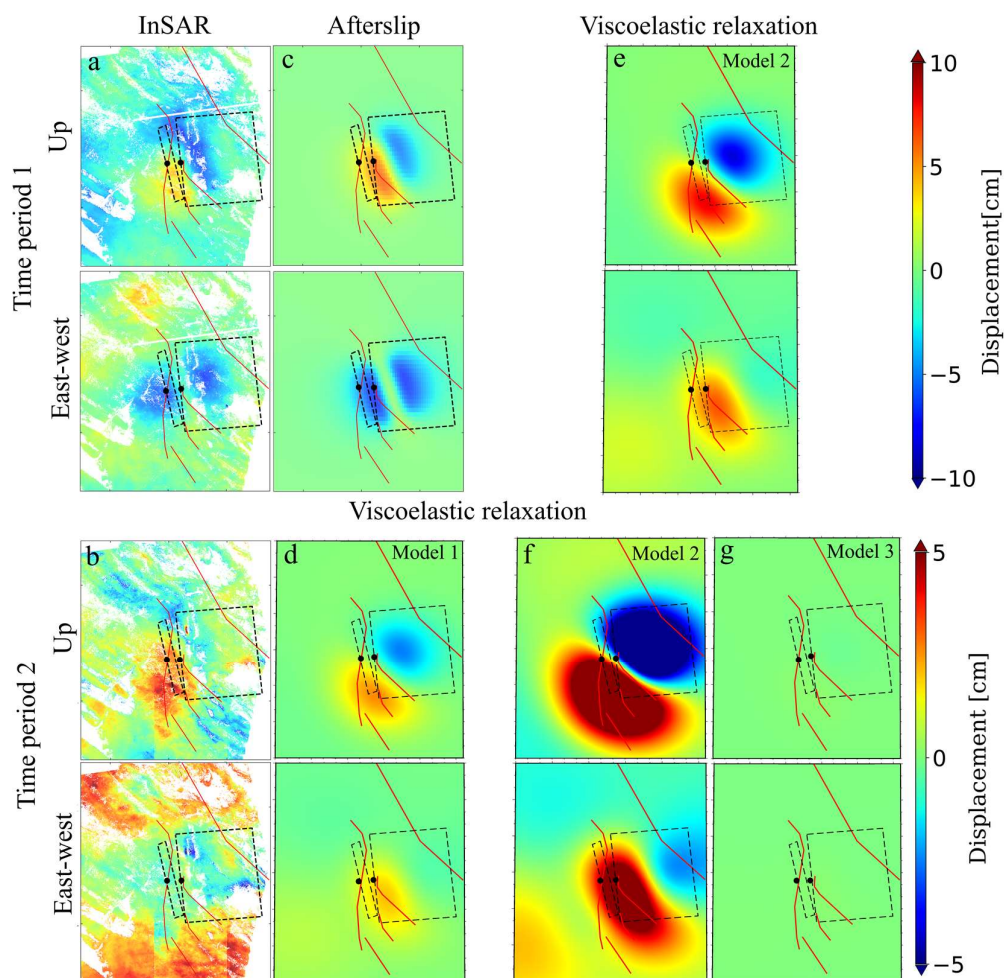 InSAR
Afterslip
Viscoelastic relaxation
Time period 1
Up
East-west
a
c
e
Model 2
10
5
0
−5
−10
Displacement[cm]
Viscoelastic relaxation
Time period 2
Up
East-west
b
d
Model 1
f
Model 2
g
Model 3
5
0
−5
Displacement [cm]